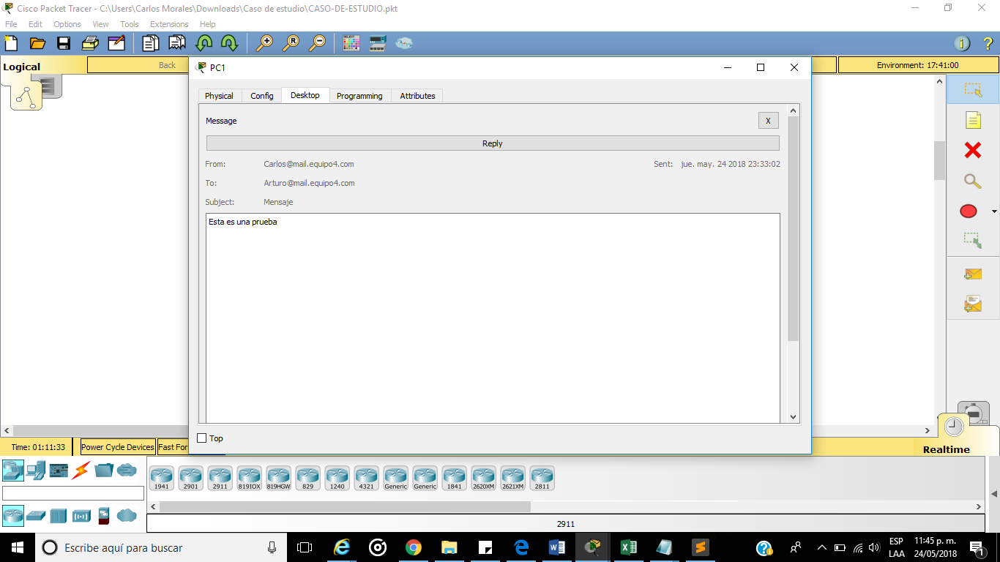 Cisco Packet Tracer - C:\Users\Carlos Morales\Downloads\Caso de estudio\CASO-DE-ESTUDIO.pkt
File Edit Options View Tools Extensions Help
SELECT
Logical
Back
Environment: 17:41:00
PC1
Physical Config Desktop Programming Attributes
Message
X
Reply
From: Carlos@mail.equipo4.com Sent: jue. may. 24 2018 23:33:02
To: Arturo@mail.equipo4.com
Subject: Mensaje
Esta es una prueba
Top
Time: 01:11:33 Power Cycle Devices Fast For
Realtime
1941 2901 2911 819IOX 819HGW 829 1240 4321 Generic Generic 1841 2620XM 2621XM 2811
2911
Escribe aquí para buscar
ESP 11:45 p. m.
LAA 24/05/2018
1